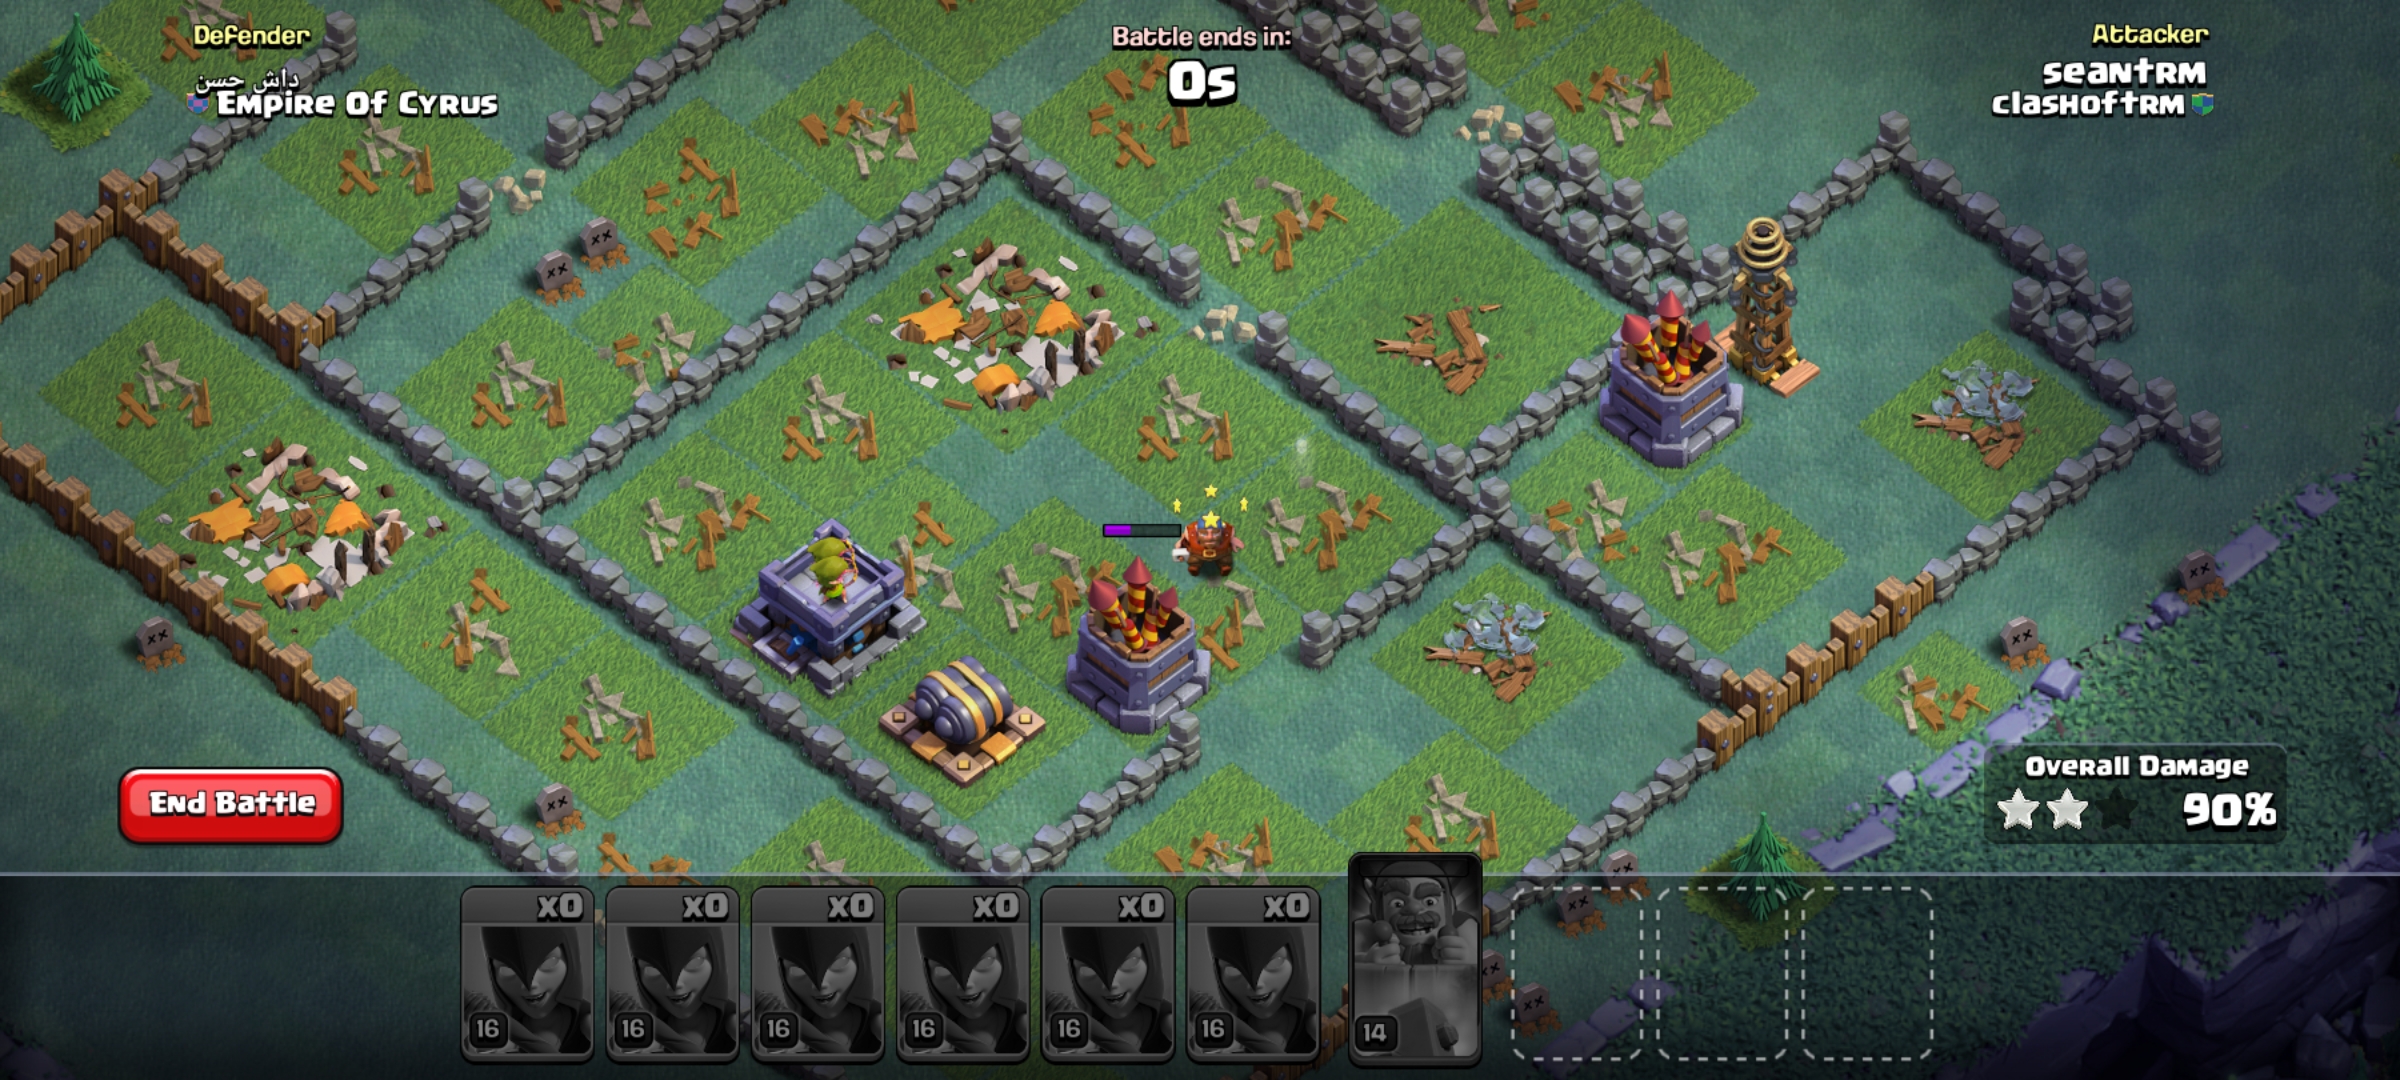 Defender
داش حسن
Empire Of Cyrus
Battle ends in:
0s
Attacker
seantRM
clashoftRM
End Battle
Overall Damage
90%
x0
x0
x0
x0
x0
x0
16
16
16
16
16
16
14